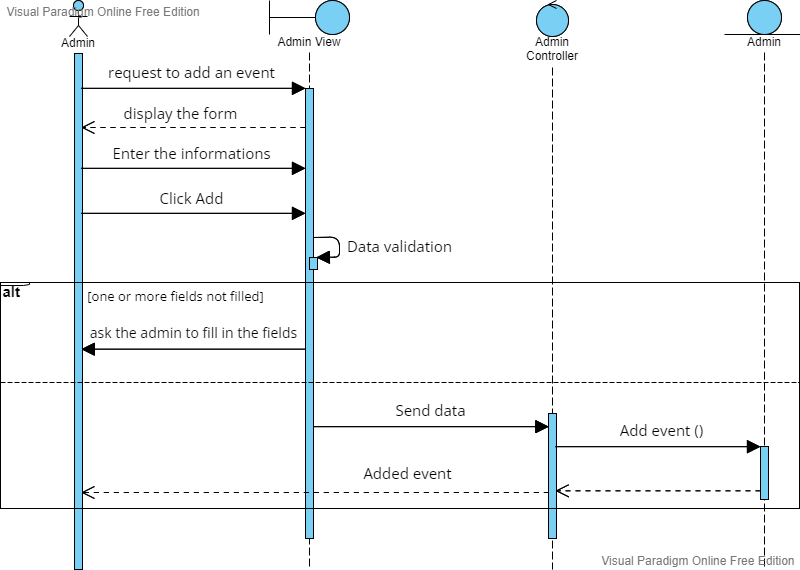 Visual Paradigm Online Free Edition
Admin
Admin View
Admin
Controller
Admin
request to add an event
display the form
Enter the informations
Click Add
Data validation
alt
[one or more fields not filled]
ask the admin to fill in the fields
Send data
Add event ()
Added event
Visual Paradigm Online Free Edition